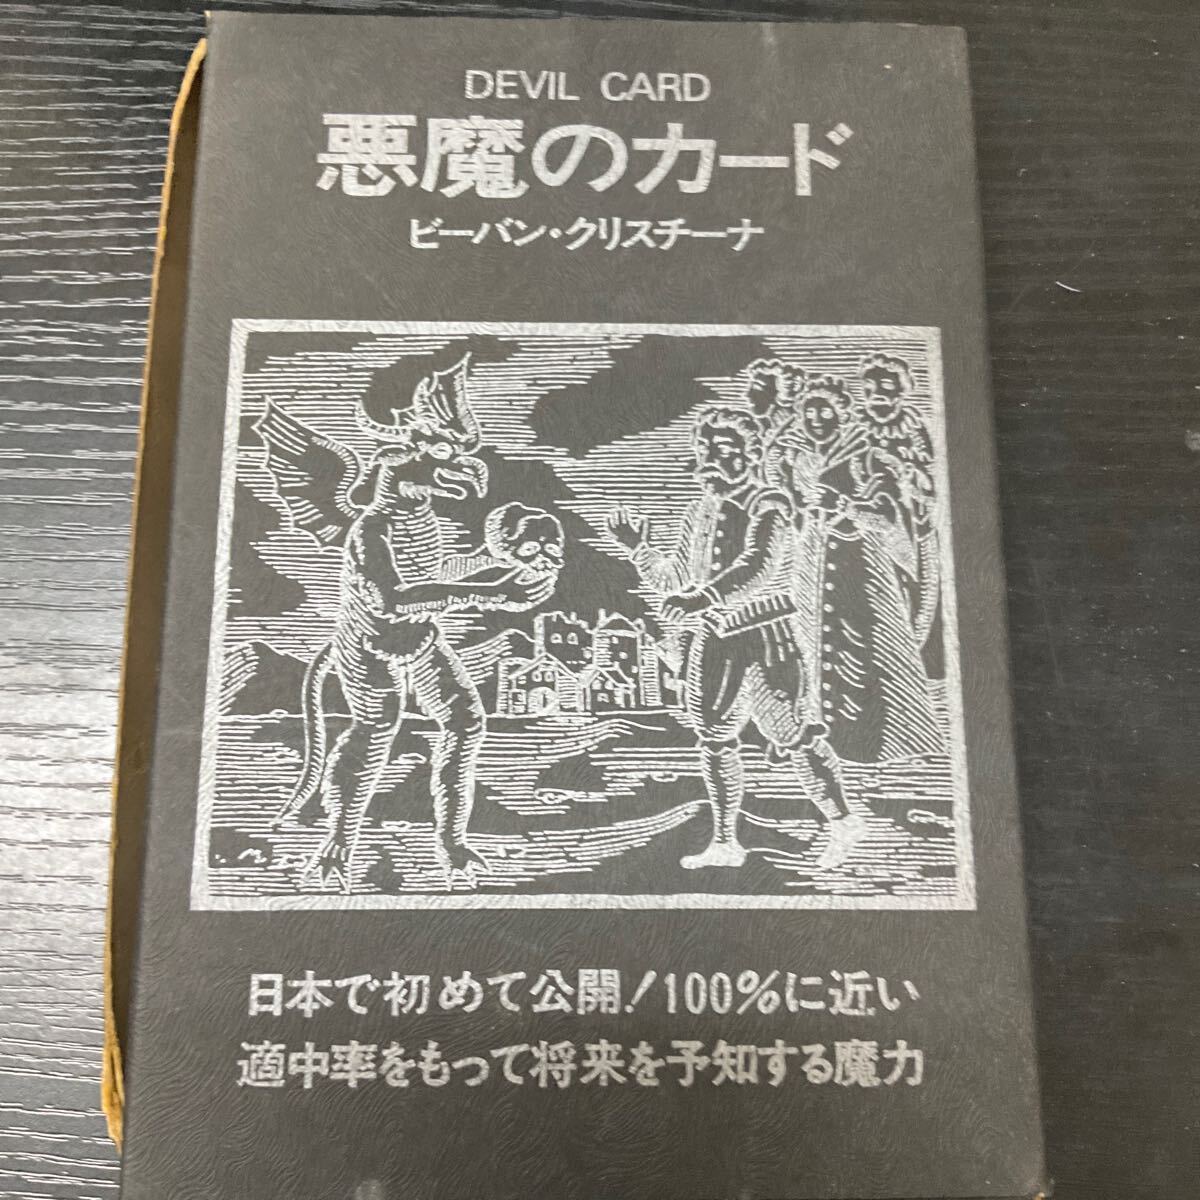 DEVIL CARD
悪魔のカード
ビーバン・クリスチーナ
日本で初めて公開!100%に近い
適中率をもって将来を予知する魔力